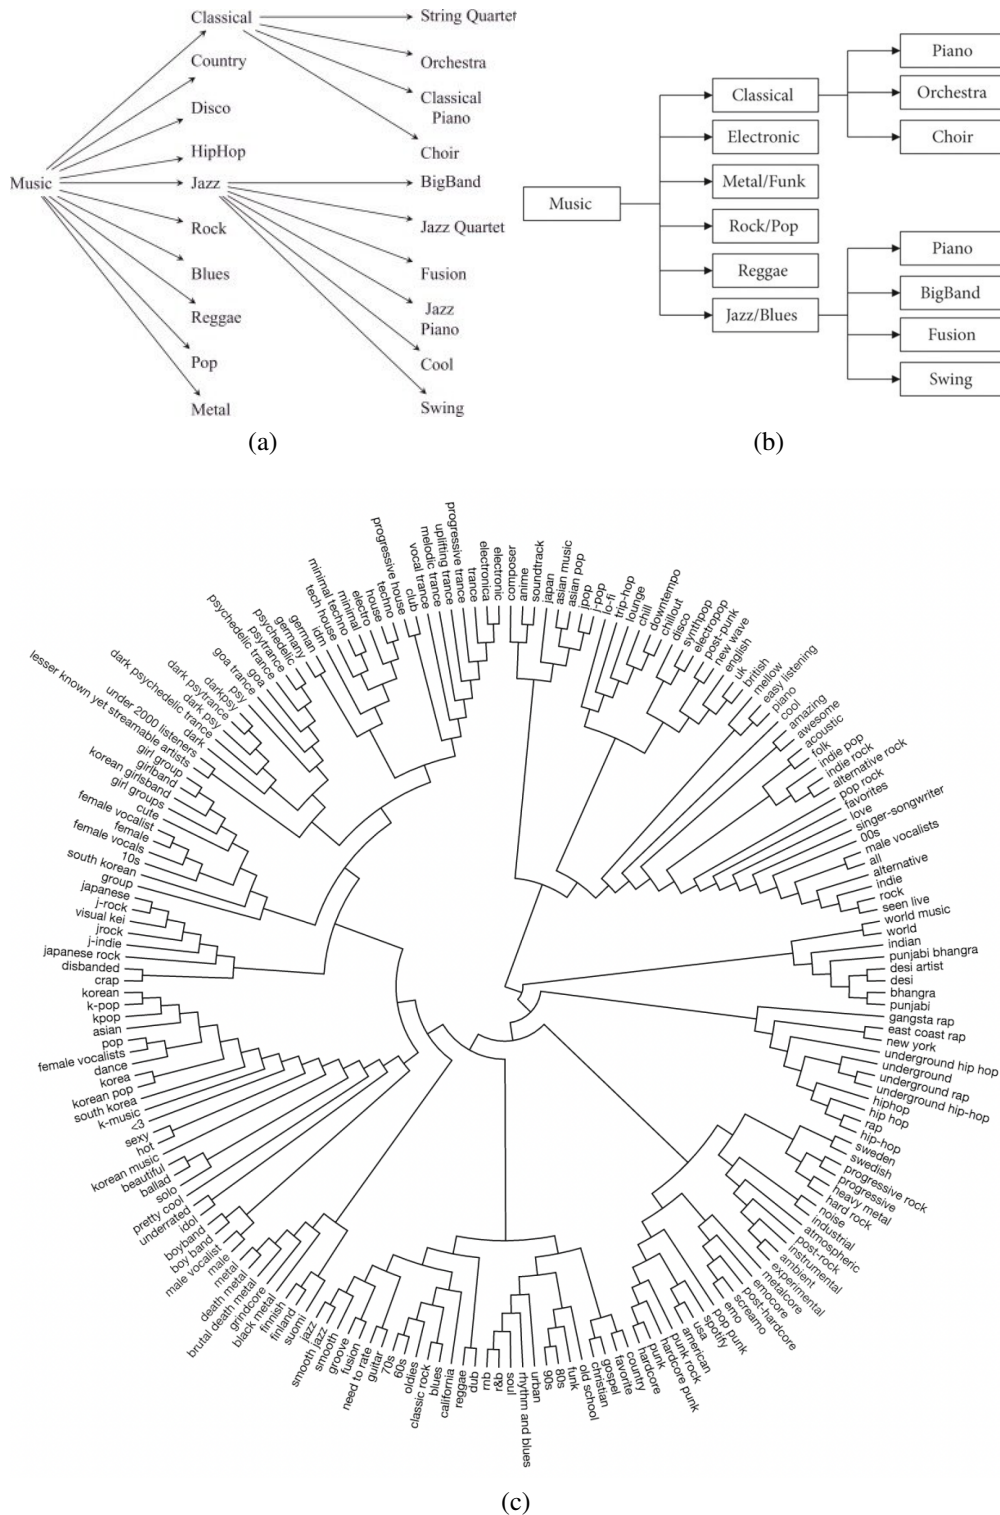 Classical
String Quartet
Country
Orchestra
Disco
Classical
Piano
HipHop
Choir
Music
Jazz
BigBand
Rock
Jazz Quartet
Blues
Fusion
Reggae
Jazz
Piano
Pop
Cool
Metal
Swing
(a)
Music
Classical
Electronic
Metal/Funk
Rock/Pop
Reggae
Jazz/Blues
Piano
Orchestra
Choir
Piano
BigBand
Fusion
Swing
(b)
composer
anime
soundtrack
japan
asian music
asian pop
jpop
j-pop
lo-fi
trip-hop
lounge
chill
downtempo
chillout
disco
synthpop
electropop
post-punk
new wave
english
uk
british
mellow
easy listening
piano
cool
amazing
awesome
acoustic
folk
indie pop
indie rock
alternative rock
pop rock
favorites
love
singer-songwriter
00s
male vocalists
all
alternative
indie
rock
seen live
world music
world
indian
punjabi bhangra
desi artist
desi
bhangra
punjabi
gangsta rap
east coast rap
new york
underground hip hop
underground
underground rap
underground hip-hop
hiphop
hip hop
rap
hip-hop
sweden
swedish
progressive rock
progressive
heavy metal
hard rock
noise
industrial
atmospheric
post-rock
instrumental
ambient
experimental
metalcore
emocore
post-hardcore
screamo
emo
pop punk
spotify
usa
american
punk rock
hardcore punk
punk
hardcore
country
favorite
gospel
christian
old school
funk
80s
90s
urban
rhythm and blues
soul
r&b
rnb
dub
reggae
california
blues
classic rock
oldies
60s
70s
guitar
need to rate
fusion
groove
smooth
smooth jazz
jazz
suomi
finland
finnish
black metal
grindcore
brutal death metal
death metal
metal
male
male vocalist
boy band
boyband
idol
underrated
pretty cool
solo
ballad
beautiful
korean music
hot
sexy
<3
k-music
south korea
korean pop
korea
dance
female vocalists
pop
asian
kpop
k-pop
korean
crap
disbanded
japanese rock
j-indie
jrock
visual kei
j-rock
japanese
group
south korean
10s
female vocals
female
female vocalist
cute
girl groups
korean girlsband
girlband
girl group
lesser known yet streamable artists
under 2000 listeners
dark
dark psychedelic trance
dark psy
dark psytrance
darkpsy
psy
goa trance
goa
psychedelic trance
psytrance
psychedelic
germany
german
idm
tech house
minimal techno
minimal
electro
house
techno
progressive house
club
vocal trance
melodic trance
uplifting trance
progressive trance
trance
electronica
electronic
(c)